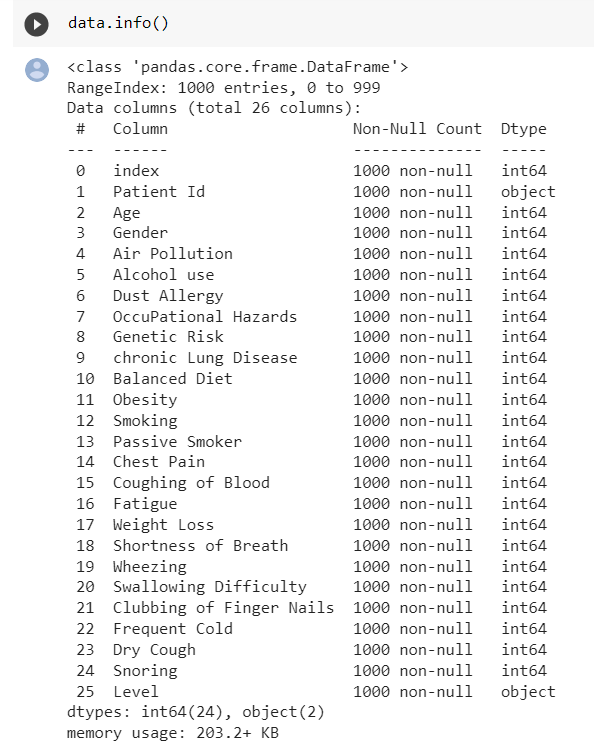 data.info()
<class 'pandas.core.frame.DataFrame'>
RangeIndex: 1000 entries, 0 to 999
Data columns (total 26 columns):
 #   Column                    Non-Null Count  Dtype
---  ------                    --------------  -----
 0   index                     1000 non-null   int64
 1   Patient Id                1000 non-null   object
 2   Age                       1000 non-null   int64
 3   Gender                    1000 non-null   int64
 4   Air Pollution             1000 non-null   int64
 5   Alcohol use               1000 non-null   int64
 6   Dust Allergy              1000 non-null   int64
 7   OccuPational Hazards      1000 non-null   int64
 8   Genetic Risk              1000 non-null   int64
 9   chronic Lung Disease      1000 non-null   int64
 10  Balanced Diet             1000 non-null   int64
 11  Obesity                   1000 non-null   int64
 12  Smoking                   1000 non-null   int64
 13  Passive Smoker            1000 non-null   int64
 14  Chest Pain                1000 non-null   int64
 15  Coughing of Blood         1000 non-null   int64
 16  Fatigue                   1000 non-null   int64
 17  Weight Loss               1000 non-null   int64
 18  Shortness of Breath       1000 non-null   int64
 19  Wheezing                  1000 non-null   int64
 20  Swallowing Difficulty     1000 non-null   int64
 21  Clubbing of Finger Nails  1000 non-null   int64
 22  Frequent Cold             1000 non-null   int64
 23  Dry Cough                 1000 non-null   int64
 24  Snoring                   1000 non-null   int64
 25  Level                     1000 non-null   object
dtypes: int64(24), object(2)
memory usage: 203.2+ KB